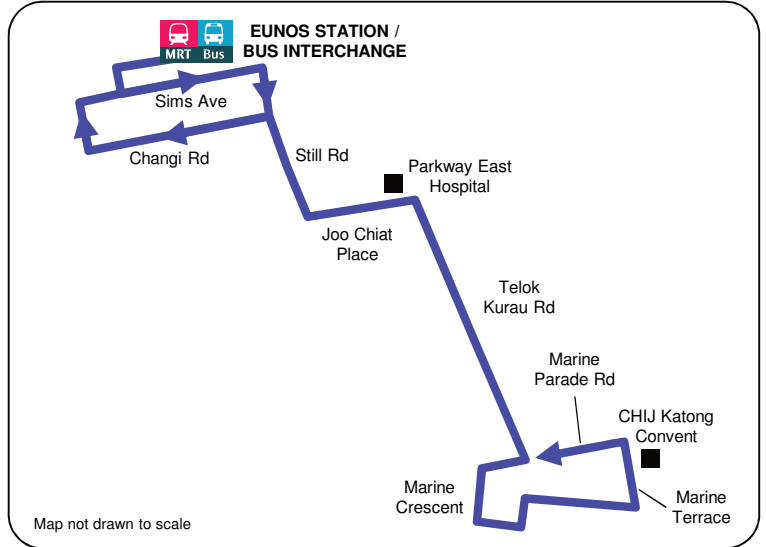 EUNOS STATION /
BUS INTERCHANGE
MRT Bus
Sims Ave
Changi Rd
Still Rd
Parkway East
Hospital
Joo Chiat
Place
Telok
Kurau Rd
Marine
Parade Rd
CHIJ Katong
Convent
Marine
Crescent
Marine
Terrace
Map not drawn to scale